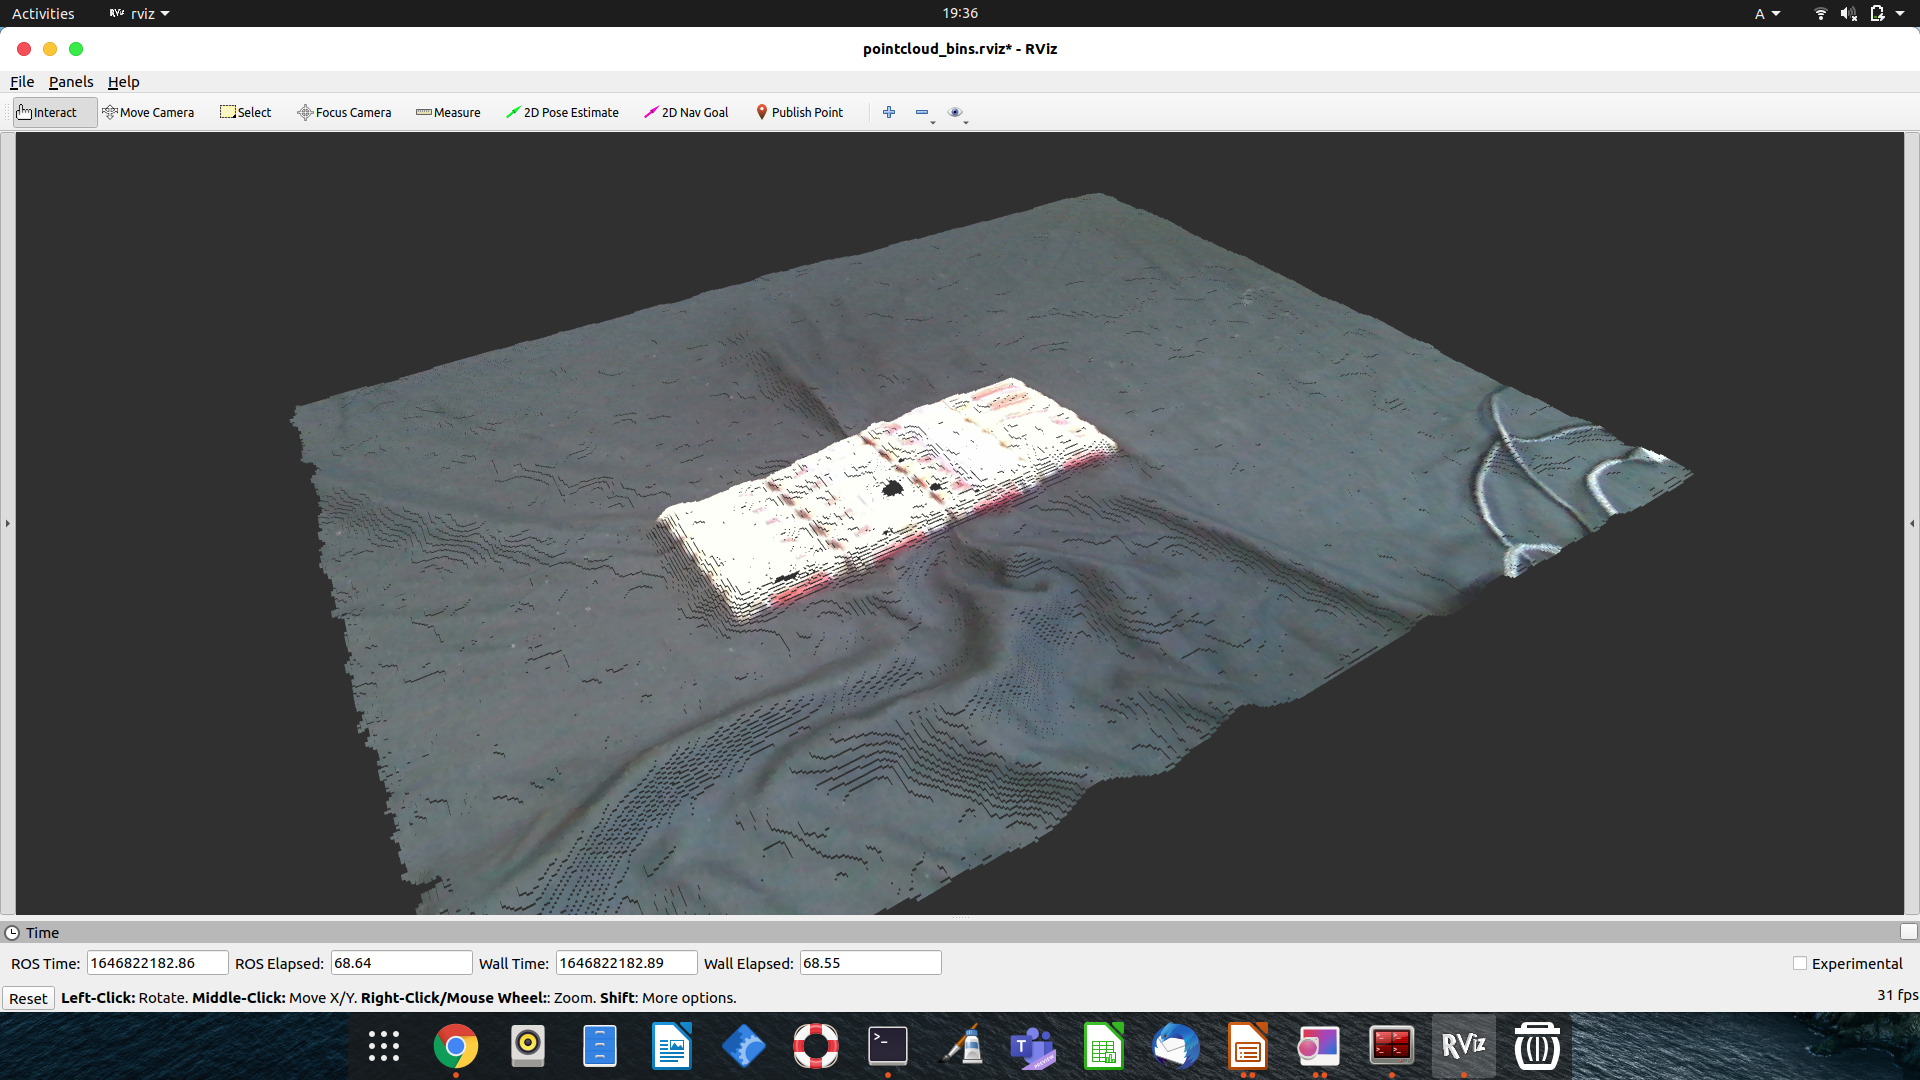 Activities RViz rviz 19:36 A
pointcloud_bins.rviz* - RViz
File Panels Help
Interact Move Camera Select Focus Camera Measure 2D Pose Estimate 2D Nav Goal Publish Point
Time
ROS Time: 1646822182.86 ROS Elapsed: 68.64 Wall Time: 1646822182.89 Wall Elapsed: 68.55 Experimental
Reset Left-Click: Rotate. Middle-Click: Move X/Y. Right-Click/Mouse Wheel:: Zoom. Shift: More options. 31 fps
>_ T PREVIEW RViz